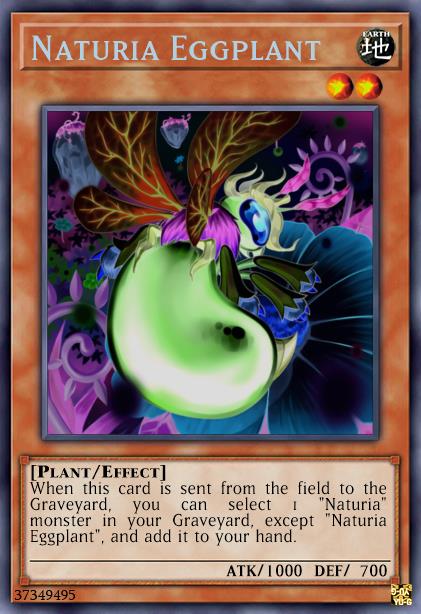 NATURIA EGGPLANT
EARTH
地
[PLANT/EFFECT]
When this card is sent from the field to the
Graveyard, you can select 1 "Naturia"
monster in your Graveyard, except "Naturia
Eggplant", and add it to your hand.
ATK/1000 DEF/ 700
37349495